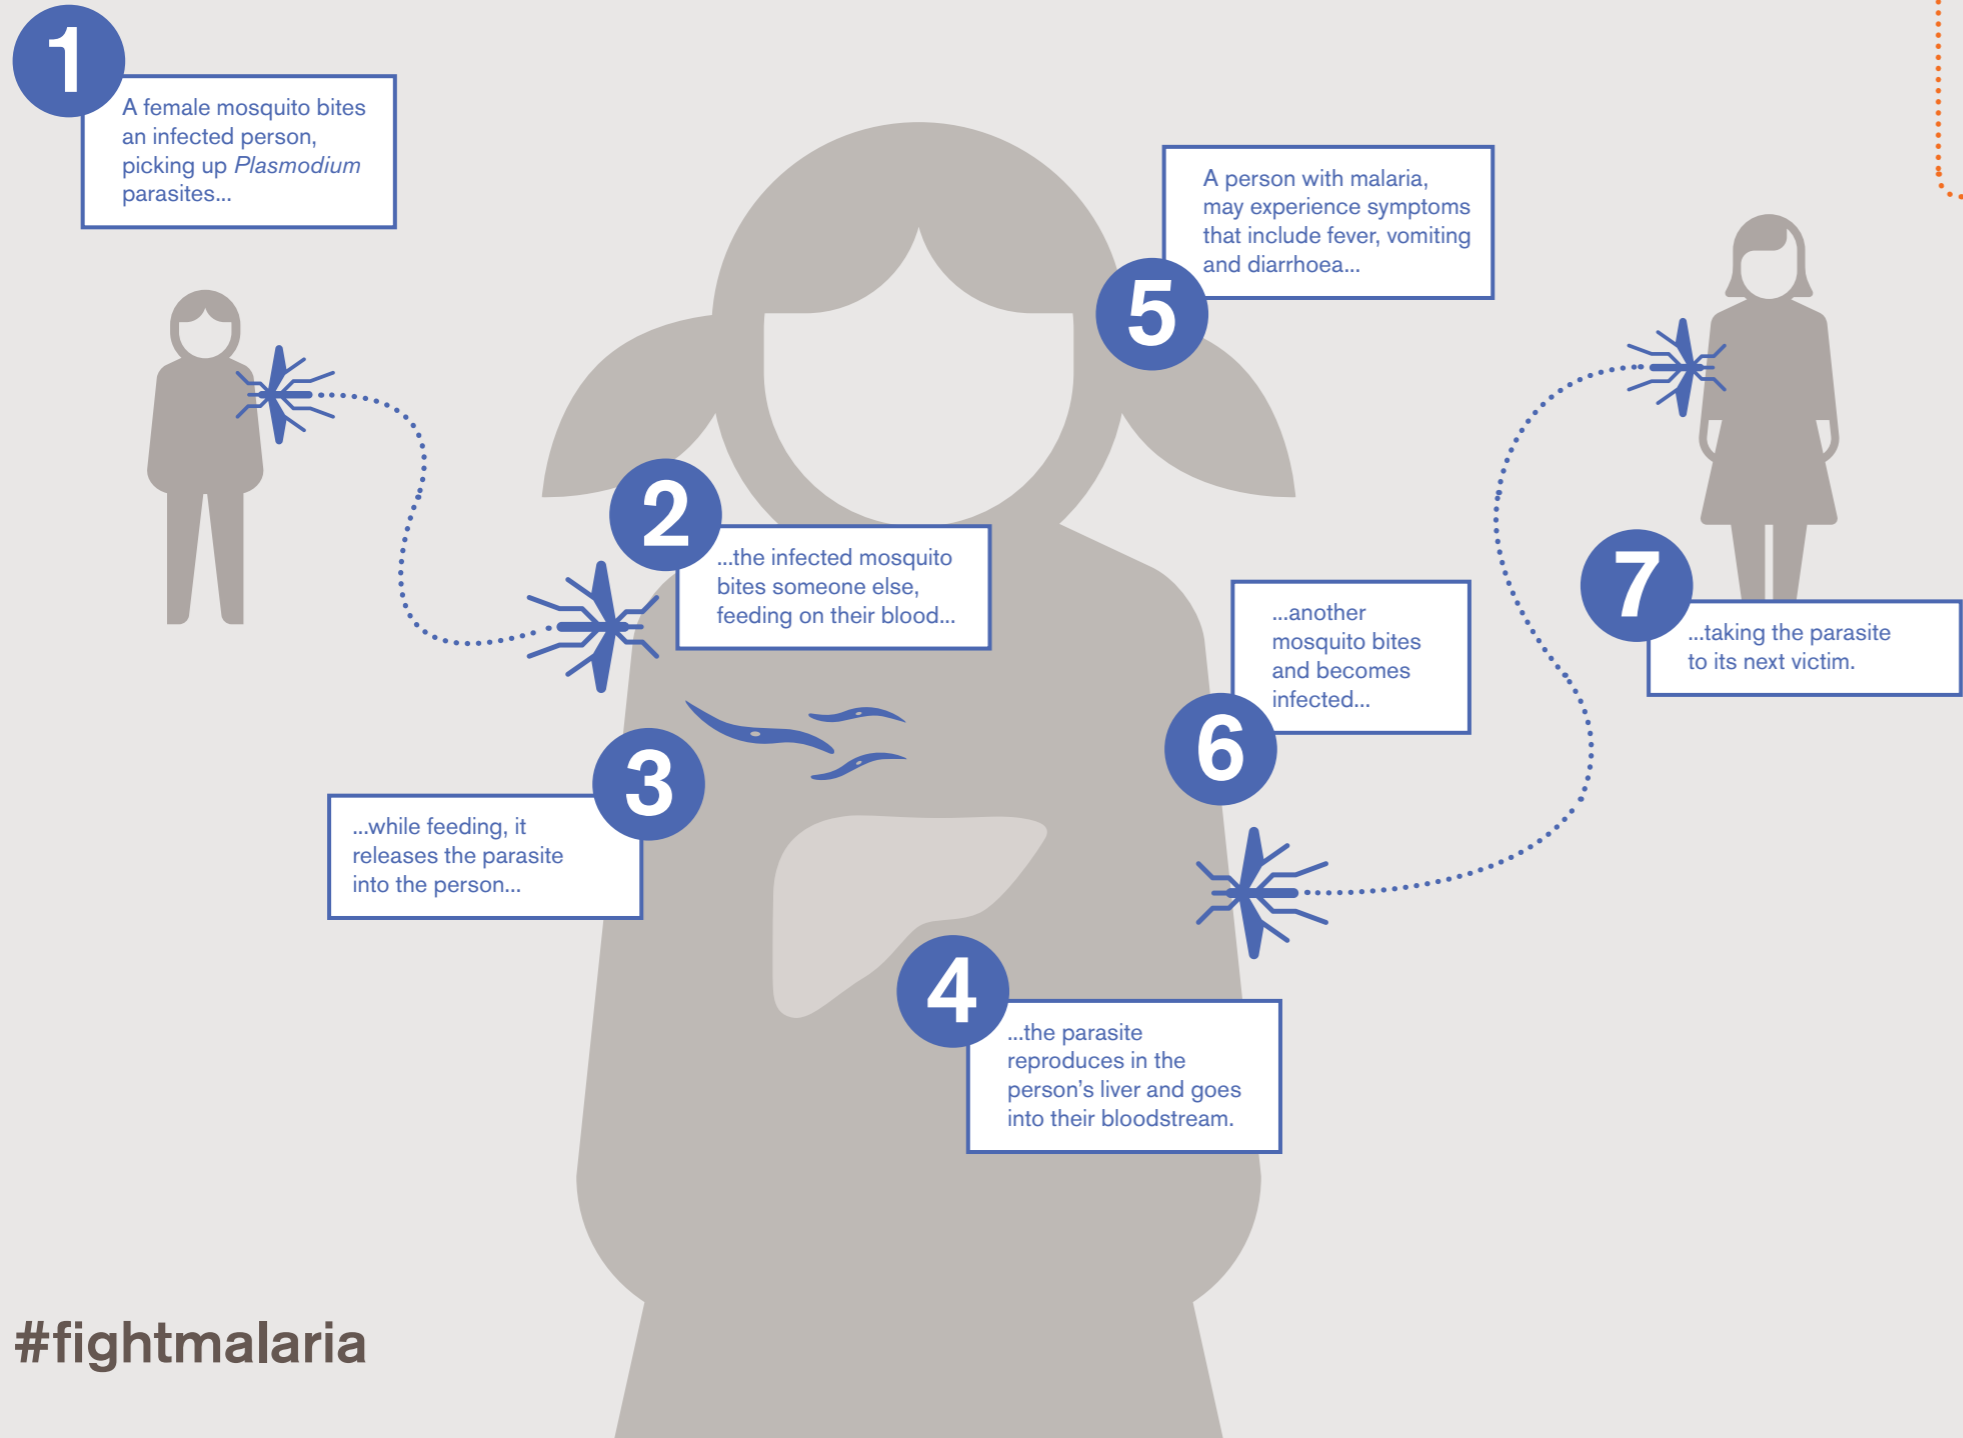 1
A female mosquito bites
an infected person,
picking up Plasmodium
parasites...
2
...the infected mosquito
bites someone else,
feeding on their blood...
3
...while feeding, it
releases the parasite
into the person...
4
...the parasite
reproduces in the
person's liver and goes
into their bloodstream.
5
A person with malaria,
may experience symptoms
that include fever, vomiting
and diarrhoea...
6
...another
mosquito bites
and becomes
infected...
7
...taking the parasite
to its next victim.
#fightmalaria